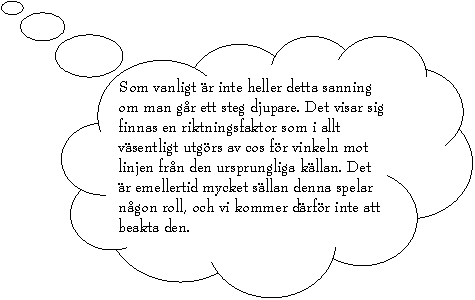 Som vanligt är inte heller detta sanning
om man går ett steg djupare. Det visar sig
finnas en riktningsfaktor som i allt
väsentligt utgörs av cos för vinkeln mot
linjen från den ursprungliga källan. Det
är emellertid mycket sällan denna spelar
någon roll, och vi kommer därför inte att
beakta den.